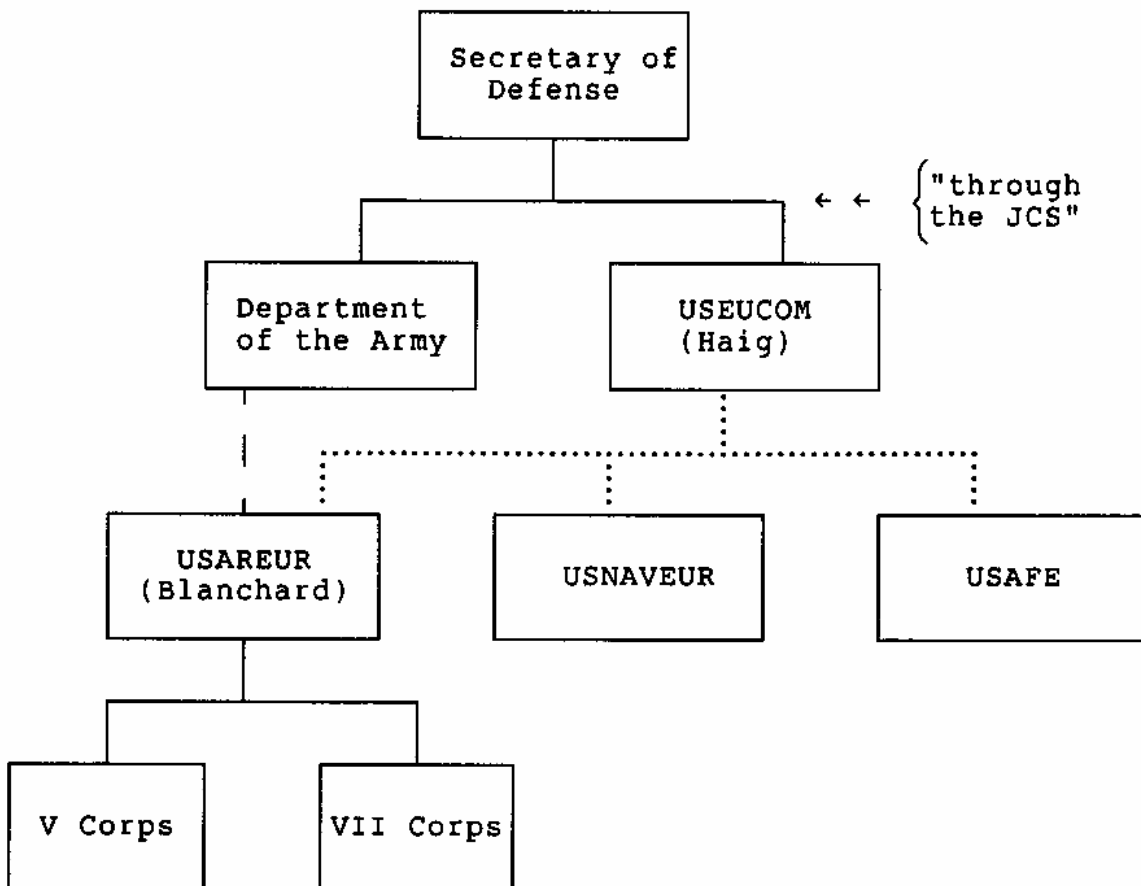 Secretary of
Defense
← ← "through
the JCS"
Department
of the Army
USEUCOM
(Haig)
USAREUR
(Blanchard)
USNAVEUR
USAFE
V Corps
VII Corps